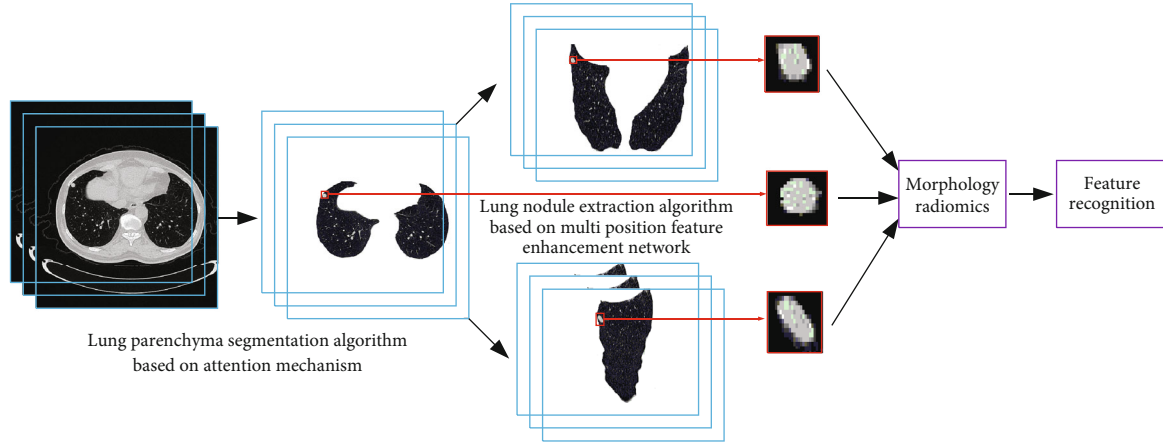 Lung parenchyma segmentation algorithm
based on attention mechanism
Lung nodule extraction algorithm
based on multi position feature
enhancement network
Morphology
radiomics
Feature
recognition